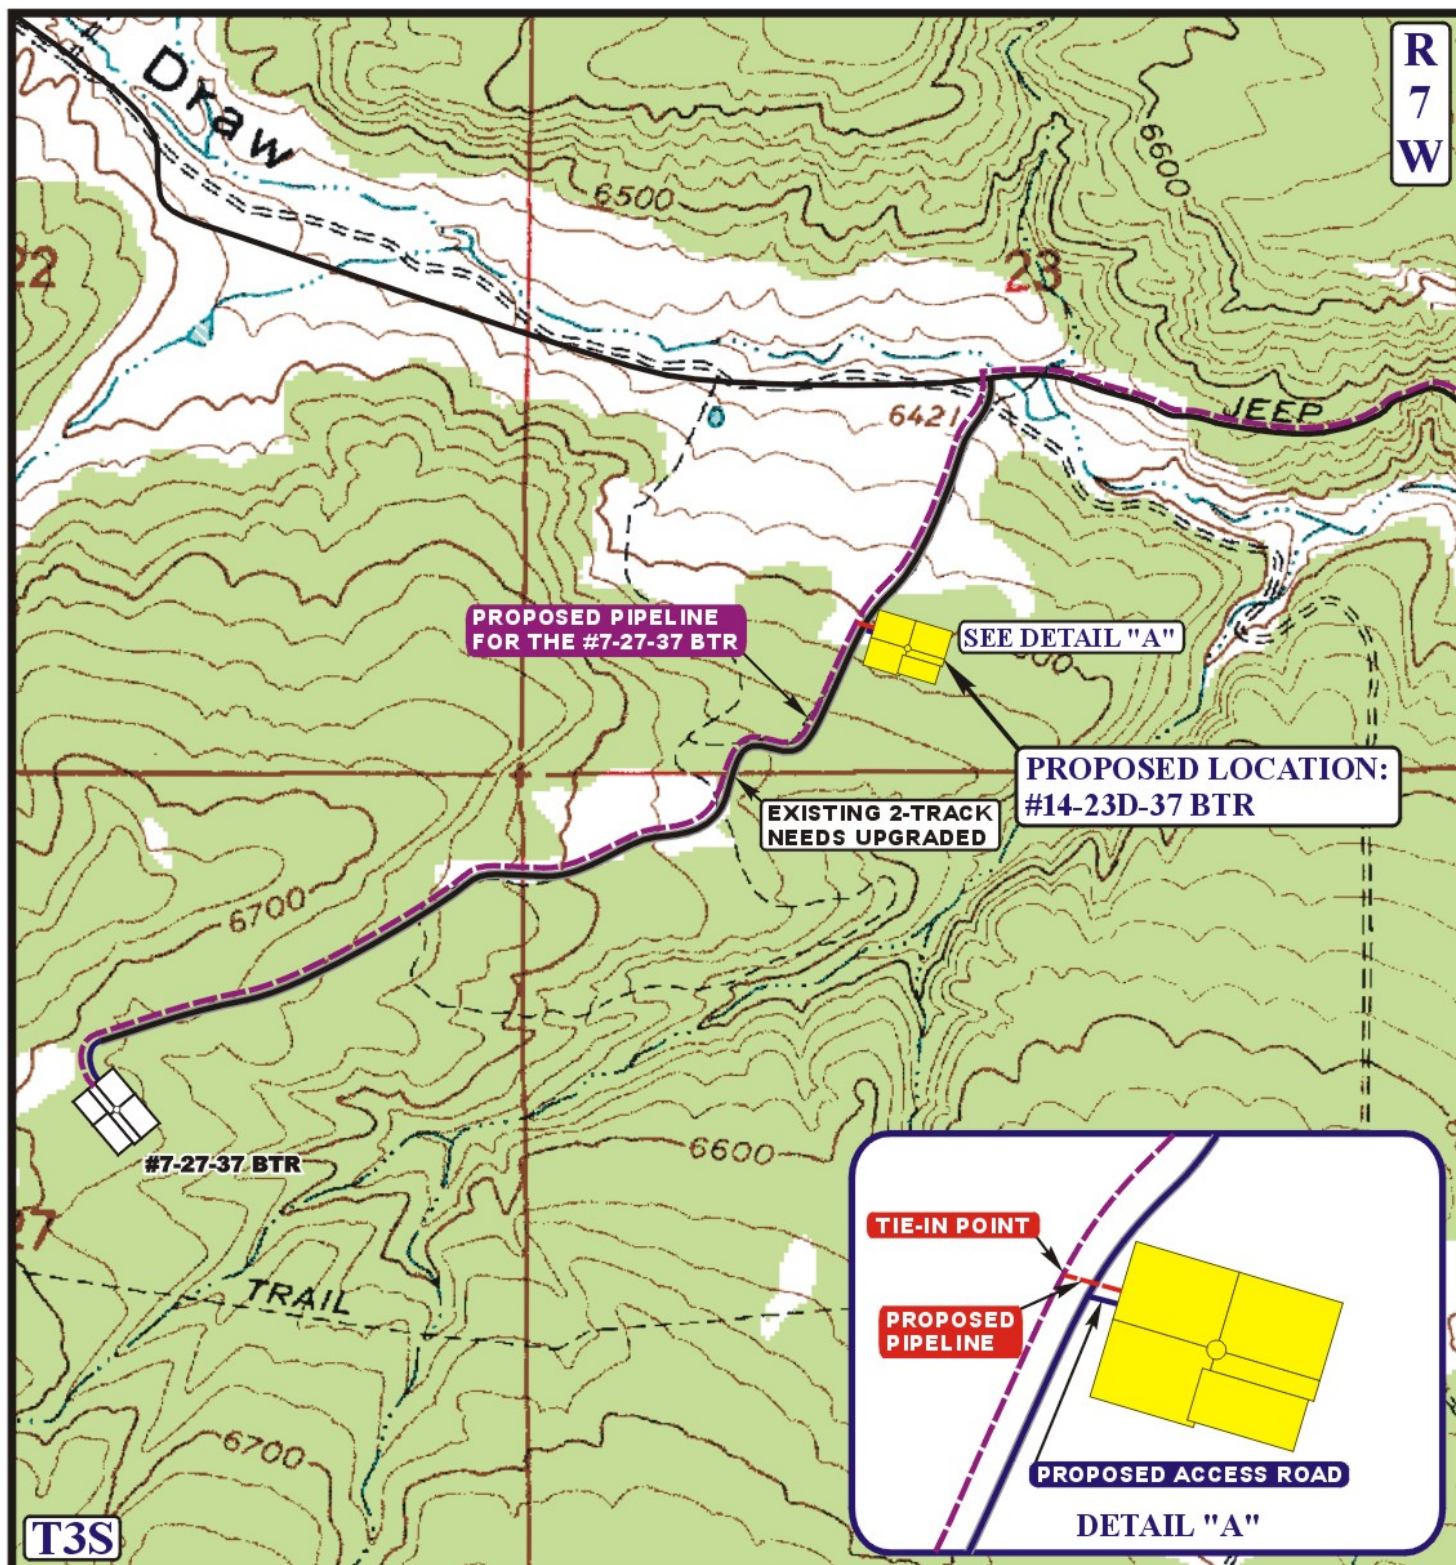 R
7
W
Draw
6500
6600
22
23
6421
JEEP
PROPOSED PIPELINE
FOR THE #7-27-37 BTR
SEE DETAIL "A"
PROPOSED LOCATION:
#14-23D-37 BTR
EXISTING 2-TRACK
NEEDS UPGRADED
6700
#7-27-37 BTR
6600
27
TRAIL
6700
TIE-IN POINT
PROPOSED
PIPELINE
PROPOSED ACCESS ROAD
DETAIL "A"
T3S